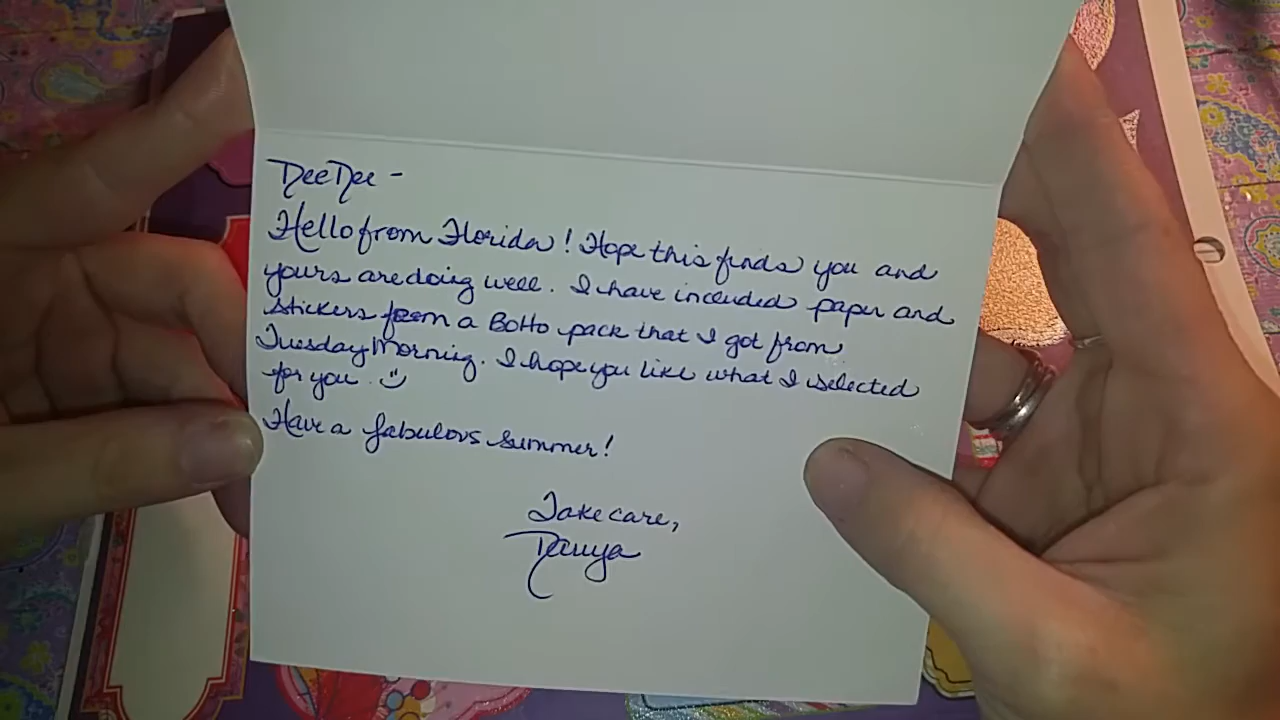 DeeDee -
Hello from Florida! Hope this finds you and
yours are doing well. I have included paper and
stickers from a BoHo pack that I got from
Tuesday Morning. I hope you like what I selected
for you. :)
Have a fabulous summer!
Take care,
Tanya